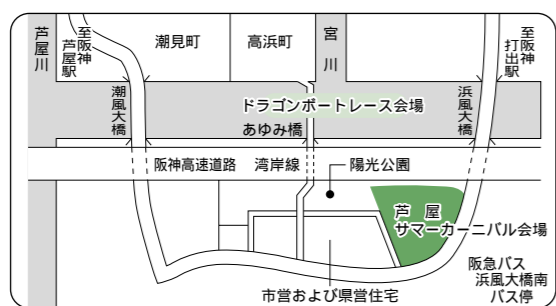 芦屋川
至阪神
芦屋駅
潮見町
高浜町
宮川
至阪神
打出駅
潮風大橋
ドラゴンボートレース会場
あゆみ橋
浜風大橋
阪神高速道路 湾岸線
陽光公園
芦屋
サマーカーニバル会場
市営および県営住宅
阪急バス
浜風大橋南
バス停